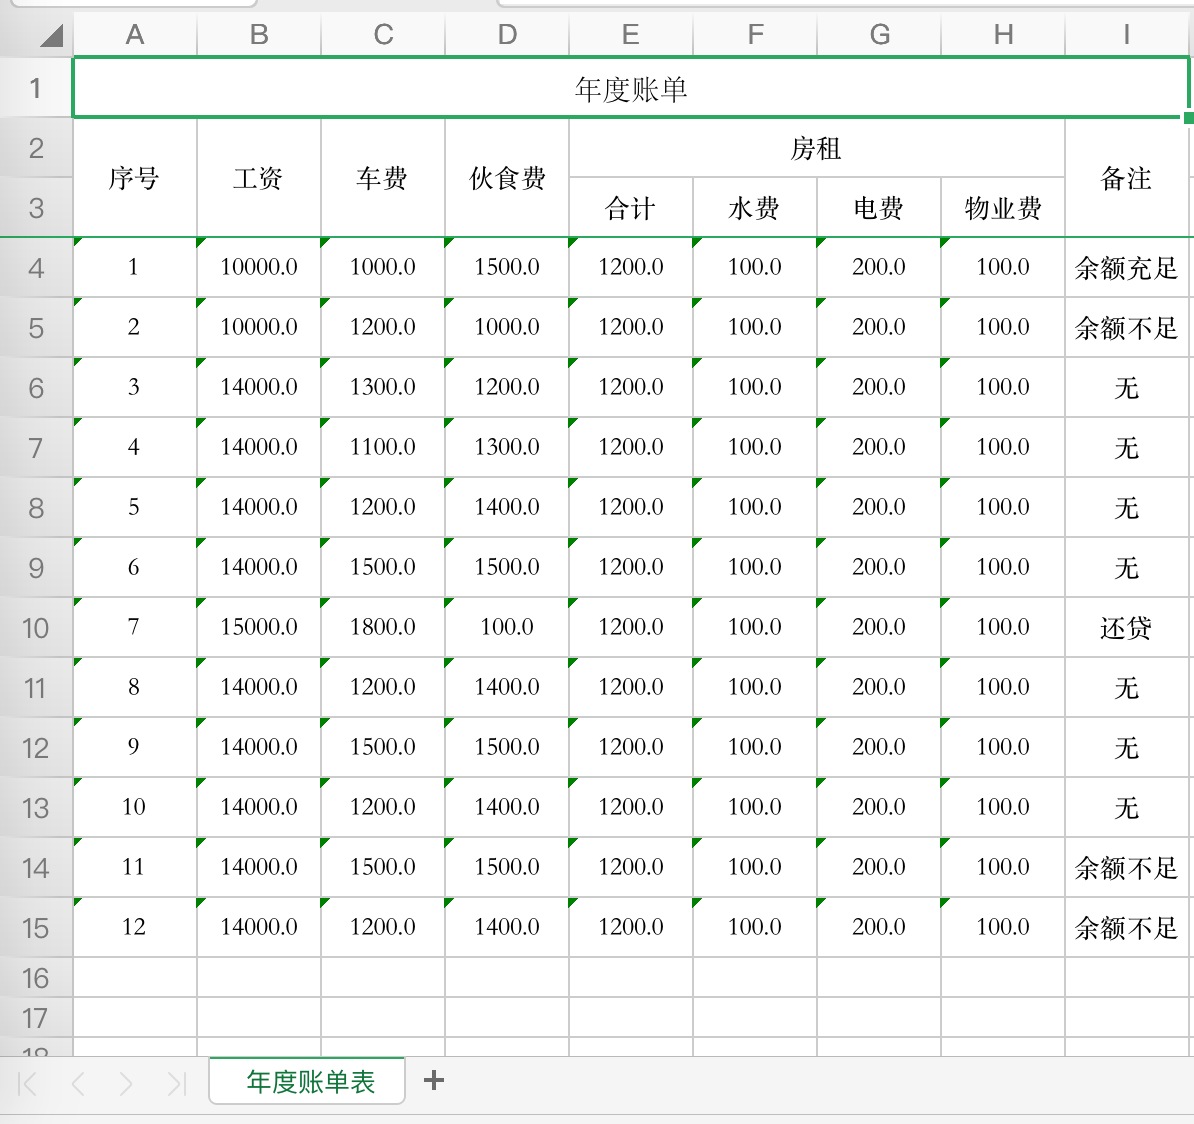 A B C D E F G H I
1 年度账单
2 序号 工资 车费 伙食费 房租 备注
3 合计 水费 电费 物业费
4 1 10000.0 1000.0 1500.0 1200.0 100.0 200.0 100.0 余额充足
5 2 10000.0 1200.0 1000.0 1200.0 100.0 200.0 100.0 余额不足
6 3 14000.0 1300.0 1200.0 1200.0 100.0 200.0 100.0 无
7 4 14000.0 1100.0 1300.0 1200.0 100.0 200.0 100.0 无
8 5 14000.0 1200.0 1400.0 1200.0 100.0 200.0 100.0 无
9 6 14000.0 1500.0 1500.0 1200.0 100.0 200.0 100.0 无
10 7 15000.0 1800.0 100.0 1200.0 100.0 200.0 100.0 还贷
11 8 14000.0 1200.0 1400.0 1200.0 100.0 200.0 100.0 无
12 9 14000.0 1500.0 1500.0 1200.0 100.0 200.0 100.0 无
13 10 14000.0 1200.0 1400.0 1200.0 100.0 200.0 100.0 无
14 11 14000.0 1500.0 1500.0 1200.0 100.0 200.0 100.0 余额不足
15 12 14000.0 1200.0 1400.0 1200.0 100.0 200.0 100.0 余额不足
16
17
18
年度账单表 +